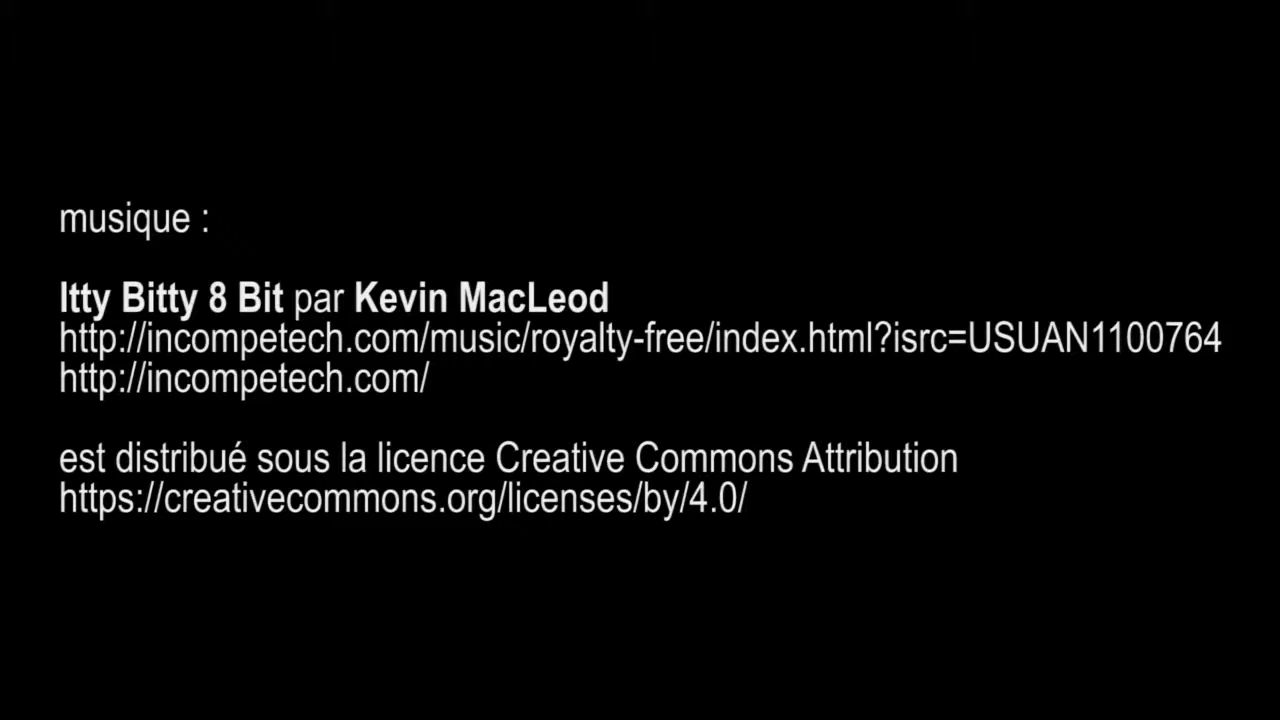 musique :
Itty Bitty 8 Bit par Kevin MacLeod
http://incompetech.com/music/royalty-free/index.html?isrc=USUAN1100764
http://incompetech.com/
est distribué sous la licence Creative Commons Attribution
https://creativecommons.org/licenses/by/4.0/